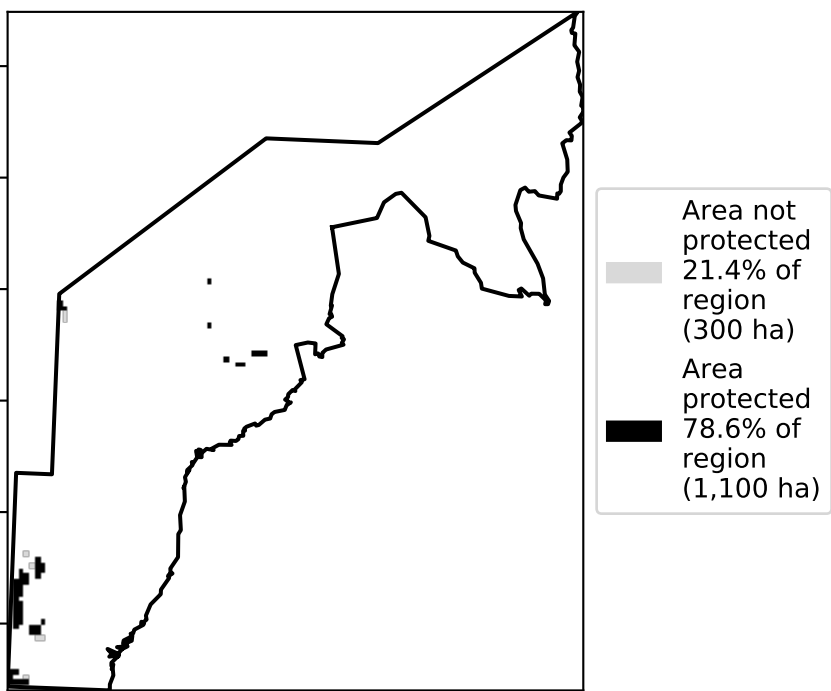 Area not
protected
21.4% of
region
(300 ha)
Area
protected
78.6% of
region
(1,100 ha)